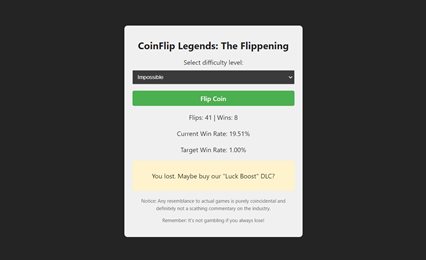 CoinFlip Legends: The Flippening
Select difficulty level:
Impossible
Flip Coin
Flips: 41 | Wins: 8
Current Win Rate: 19.51%
Target Win Rate: 1.00%
You lost. Maybe buy our "Luck Boost" DLC?
Notice: Any resemblance to actual games is purely coincidental and
definitely not a scathing commentary on the industry.
Remember: It's not gambling if you always lose!